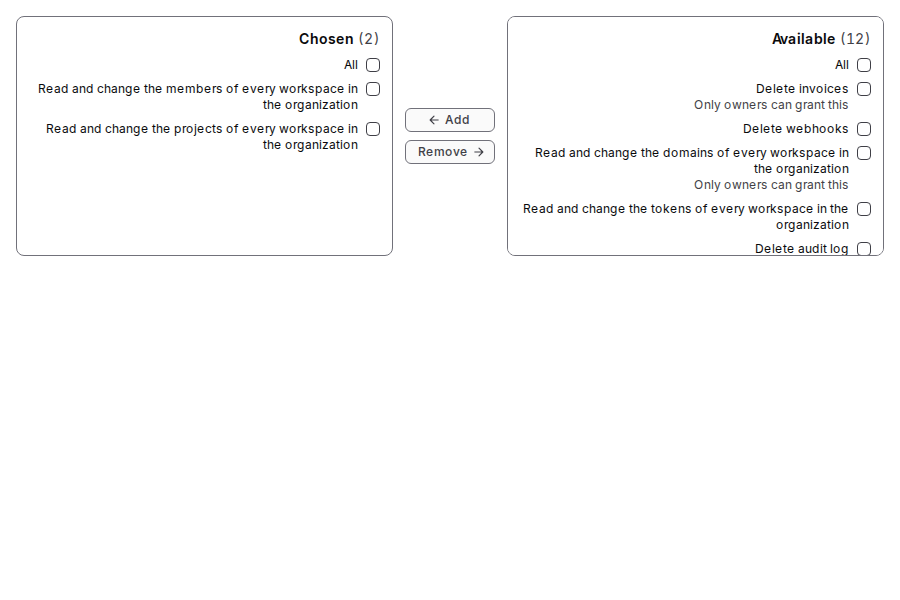 Chosen (2)
All
Read and change the members of every workspace in
the organization
Read and change the projects of every workspace in
the organization
← Add
Remove →
Available (12)
All
Delete invoices
Only owners can grant this
Delete webhooks
Read and change the domains of every workspace in
the organization
Only owners can grant this
Read and change the tokens of every workspace in the
organization
Delete audit log